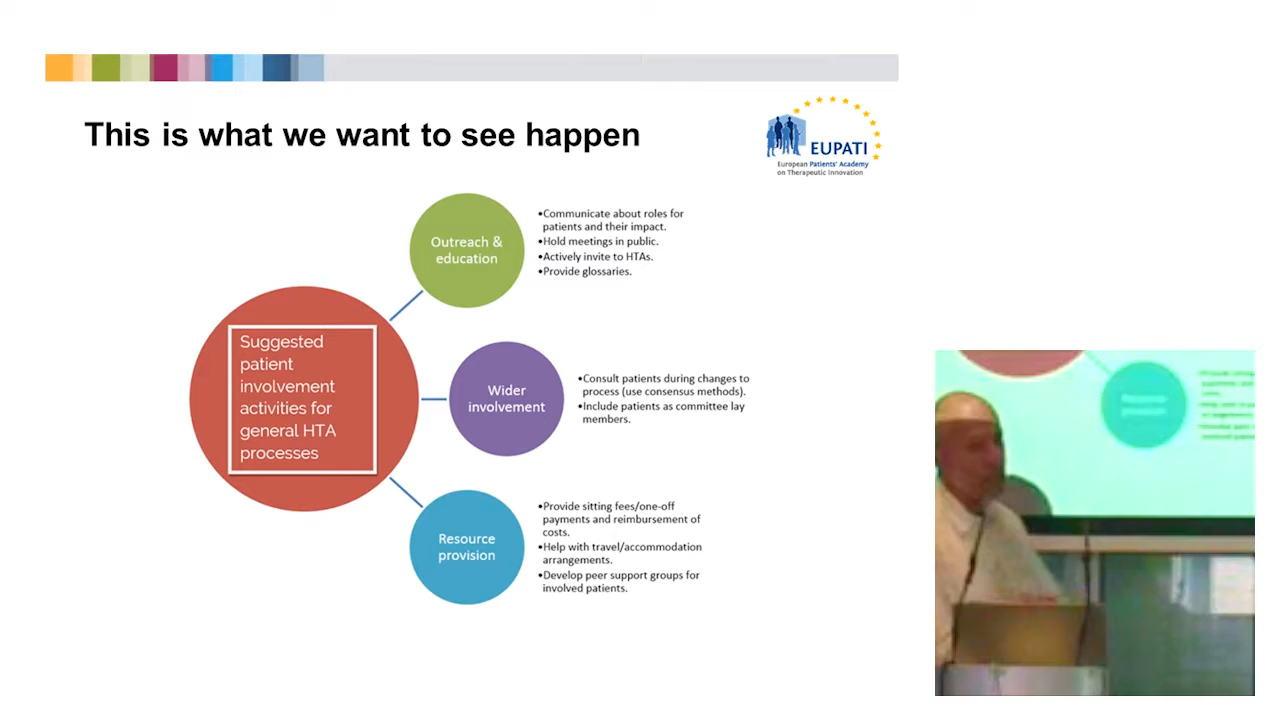 This is what we want to see happen
EUPATI
European Patients' Academy
on Therapeutic Innovation
Suggested
patient
involvement
activities for
general HTA
processes
Outreach &
education
•Communicate about roles for
patients and their impact.
•Hold meetings in public.
•Actively invite to HTAs.
•Provide glossaries.
Wider
involvement
•Consult patients during changes to
process (use consensus methods).
•Include patients as committee lay
members.
Resource
provision
•Provide sitting fees/one-off
payments and reimbursement of
costs.
•Help with travel/accommodation
arrangements.
•Develop peer support groups for
involved patients.